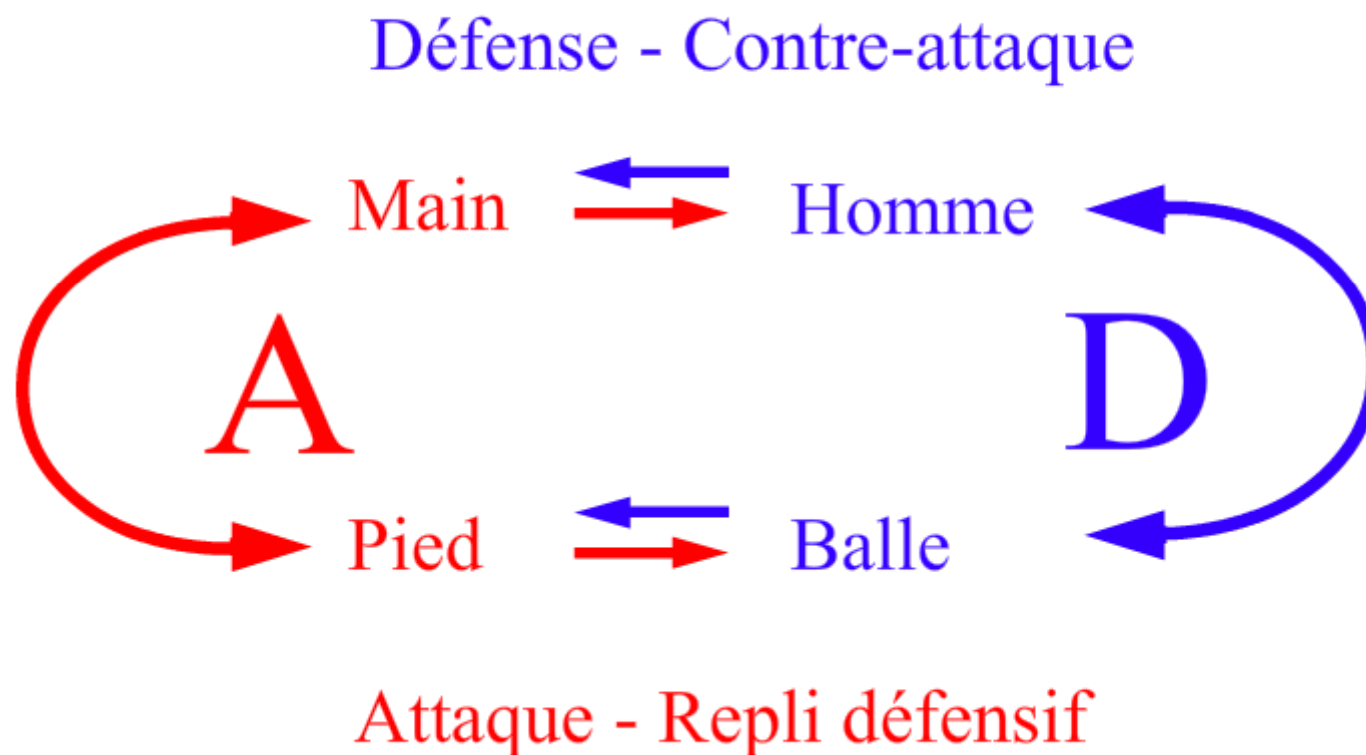 Défense - Contre-attaque
Main Homme
A D
Pied Balle
Attaque - Repli défensif